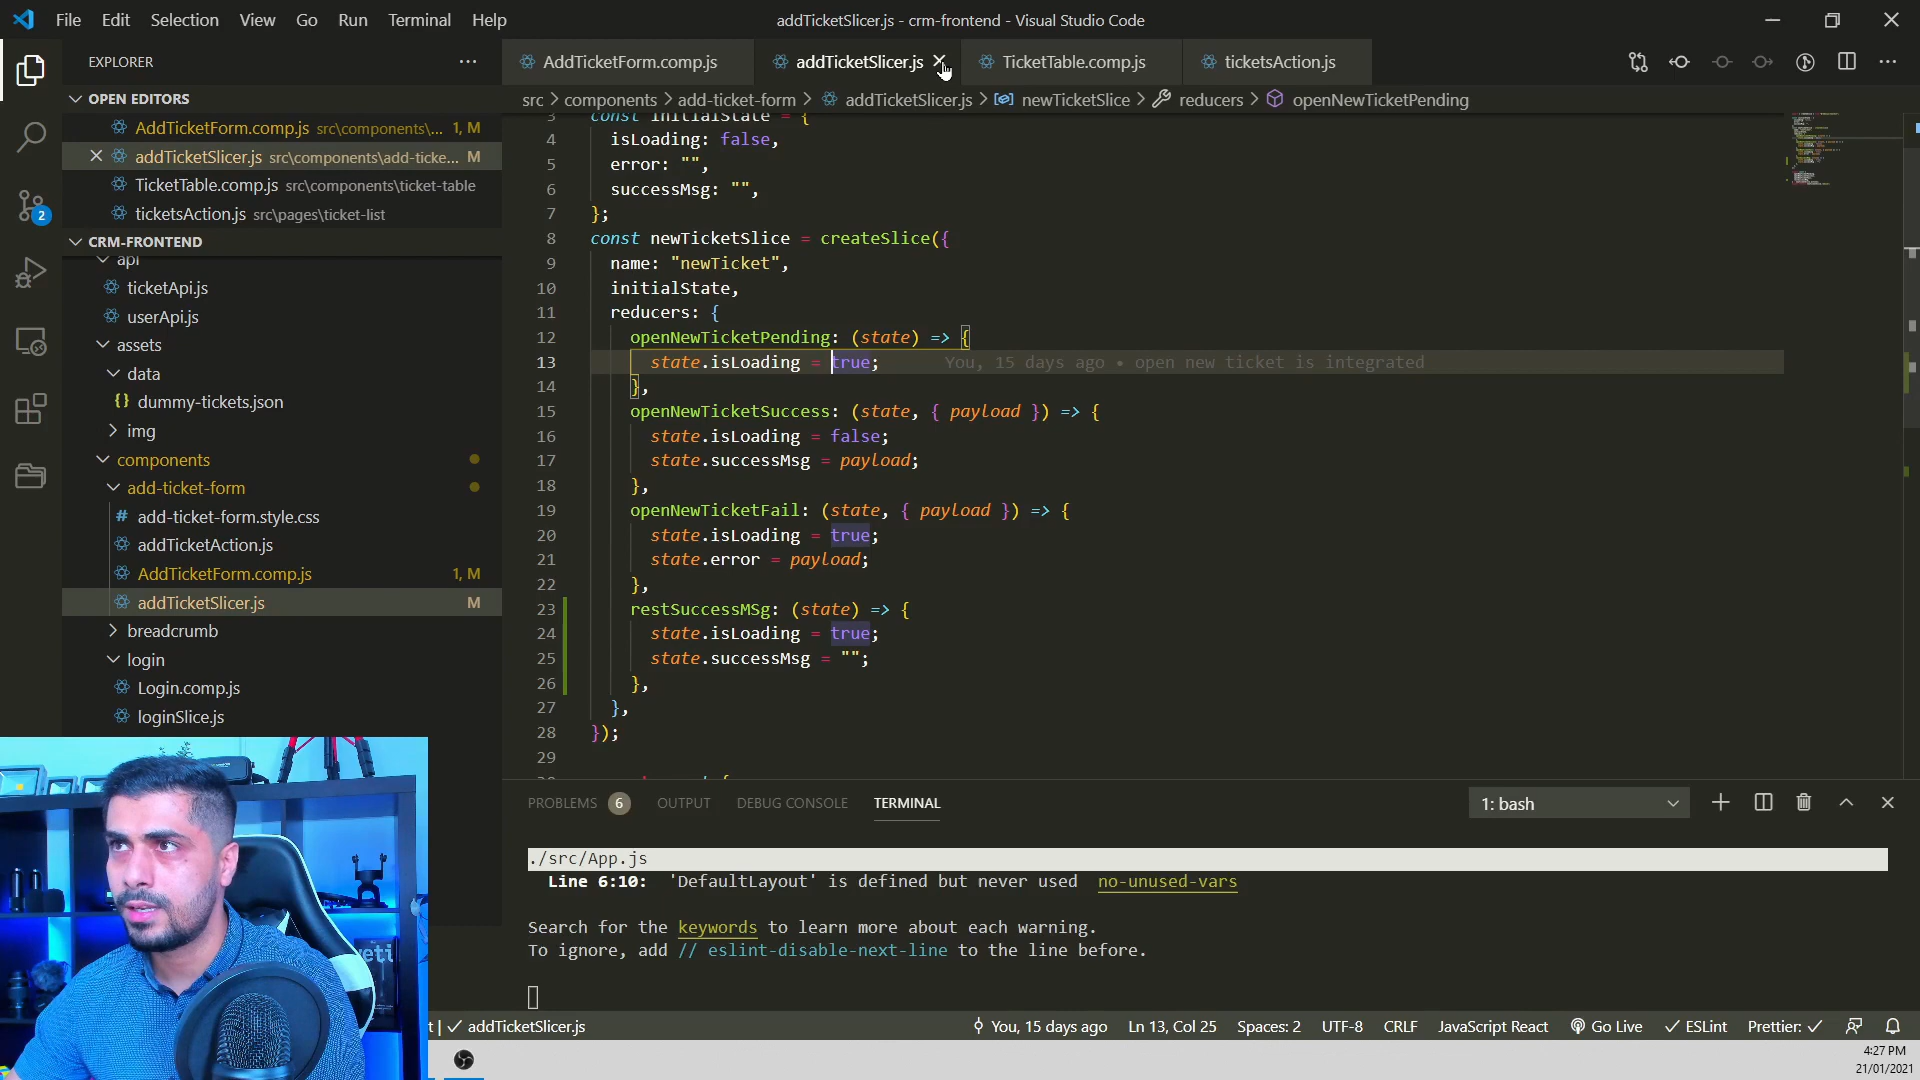 File Edit Selection View Go Run Terminal Help
addTicketSlicer.js - crm-frontend - Visual Studio Code
EXPLORER
AddTicketForm.comp.js addTicketSlicer.js TicketTable.comp.js ticketsAction.js
OPEN EDITORS
src > components > add-ticket-form > addTicketSlicer.js > newTicketSlice > reducers > openNewTicketPending
AddTicketForm.comp.js src\components\... 1, M
addTicketSlicer.js src\components\add-ticke... M
TicketTable.comp.js src\components\ticket-table
ticketsAction.js src\pages\ticket-list
2
CRM-FRONTEND
api
ticketApi.js
userApi.js
assets
data
dummy-tickets.json
img
components
add-ticket-form
add-ticket-form.style.css
addTicketAction.js
AddTicketForm.comp.js 1, M
addTicketSlicer.js M
breadcrumb
login
Login.comp.js
loginSlice.js
3 const initialState = {
4 isLoading: false,
5 error: "",
6 successMsg: "",
7 };
8 const newTicketSlice = createSlice({
9 name: "newTicket",
10 initialState,
11 reducers: {
12 openNewTicketPending: (state) => {
13 state.isLoading = true; You, 15 days ago • open new ticket is integrated
14 },
15 openNewTicketSuccess: (state, { payload }) => {
16 state.isLoading = false;
17 state.successMsg = payload;
18 },
19 openNewTicketFail: (state, { payload }) => {
20 state.isLoading = true;
21 state.error = payload;
22 },
23 restSuccessMSg: (state) => {
24 state.isLoading = true;
25 state.successMsg = "";
26 },
27 },
28 });
29
PROBLEMS 6 OUTPUT DEBUG CONSOLE TERMINAL
1: bash
./src/App.js
Line 6:10: 'DefaultLayout' is defined but never used no-unused-vars
Search for the keywords to learn more about each warning.
To ignore, add // eslint-disable-next-line to the line before.
addTicketSlicer.js
You, 15 days ago Ln 13, Col 25 Spaces: 2 UTF-8 CRLF JavaScript React Go Live ESLint Prettier:
4:27 PM
21/01/2021